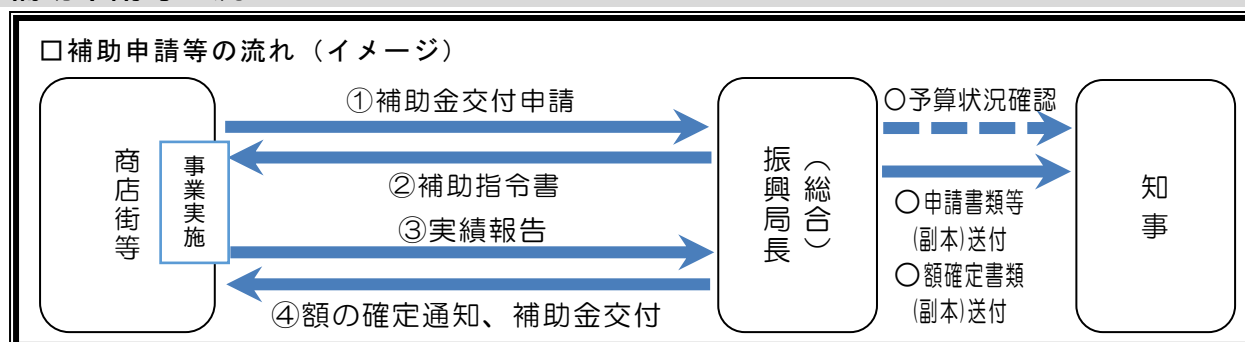 □補助申請等の流れ（イメージ）
商店街等
事業実施
①補助金交付申請
②補助指令書
③実績報告
④額の確定通知、補助金交付
（総合）
振興局長
○予算状況確認
○申請書類等
(副本)送付
○額確定書類
(副本)送付
知事